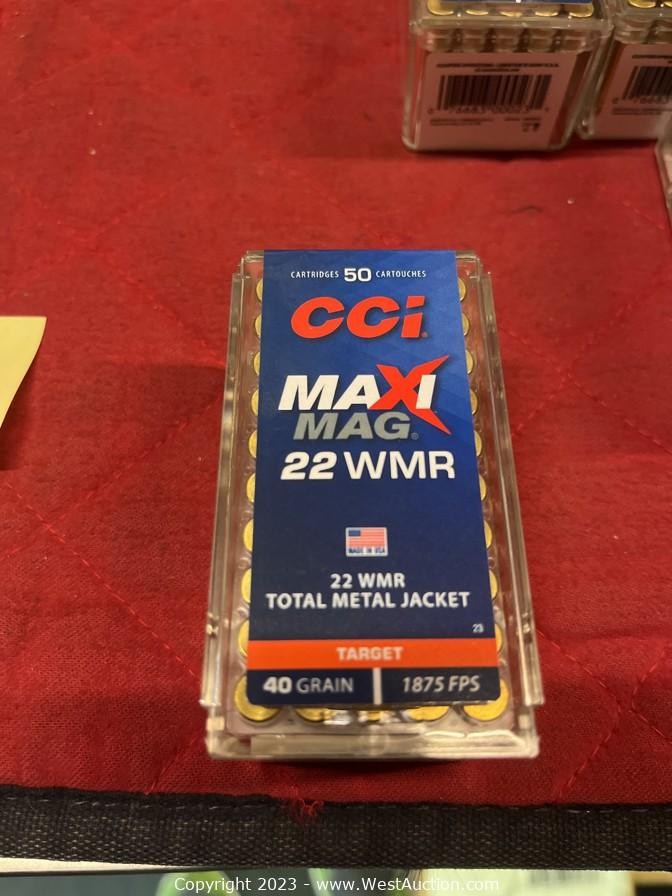 CARTRIDGES 50 CARTOUCHES
CCI
MAXI
MAG®
22 WMR
MADE IN USA
22 WMR
TOTAL METAL JACKET
23
TARGET
40 GRAIN 1875 FPS
Copyright 2023 - www.WestAuction.com